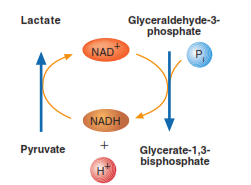 Lactate
Glyceraldehyde-3-
phosphate
NAD+
Pi
NADH
+
H+
Pyruvate
Glycerate-1,3-
bisphosphate